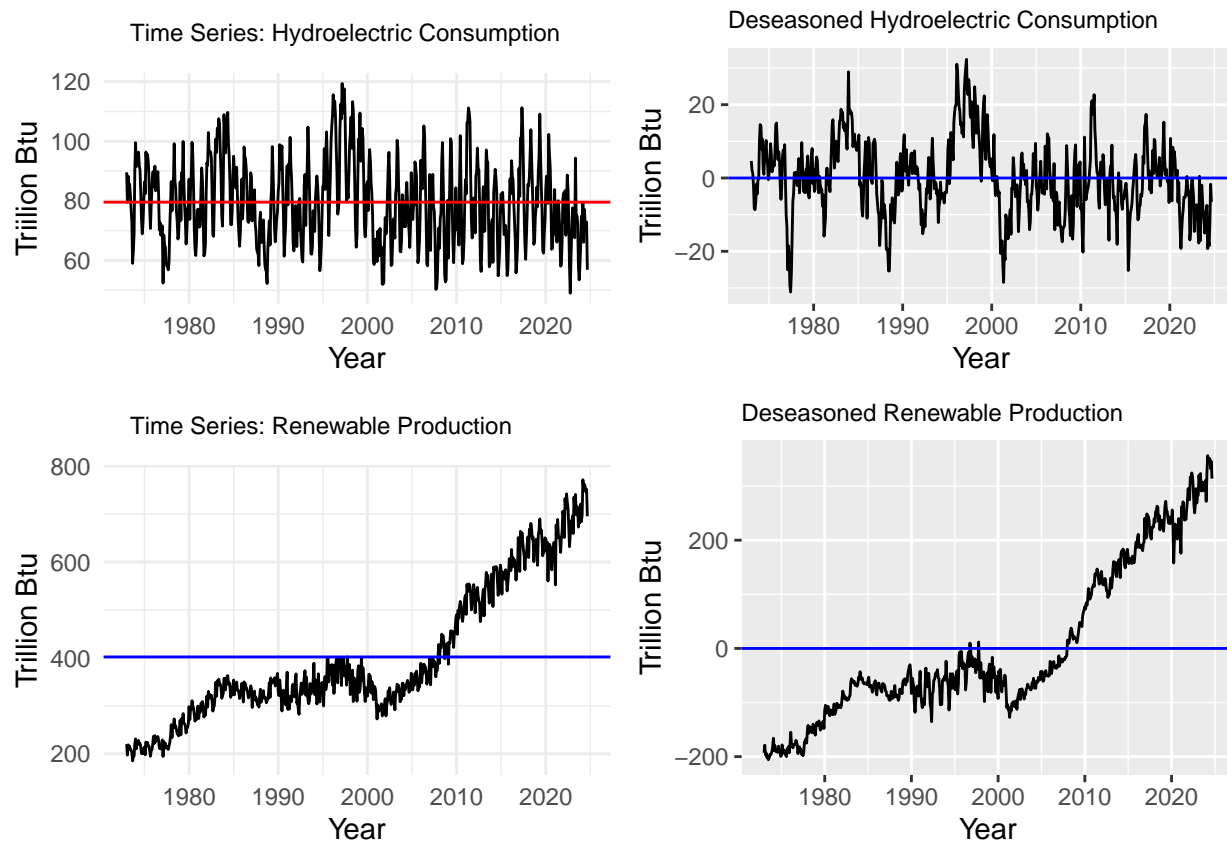 Time Series: Hydroelectric Consumption
120
100
80
60
Triilion Btu
1980 1990 2000 2010 2020
Year
Deseasoned Hydroelectric Consumption
20
0
−20
Triilion Btu
1980 1990 2000 2010 2020
Year
Time Series: Renewable Production
800
600
400
200
Trillion Btu
1980 1990 2000 2010 2020
Year
Deseasoned Renewable Production
200
0
−200
Trillion Btu
1980 1990 2000 2010 2020
Year